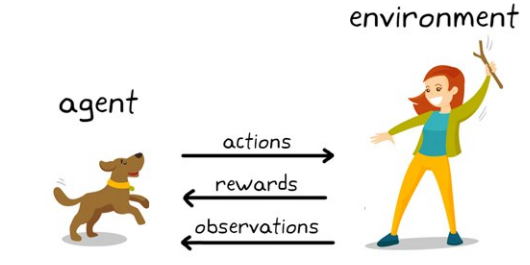 environment
agent
actions
rewards
observations